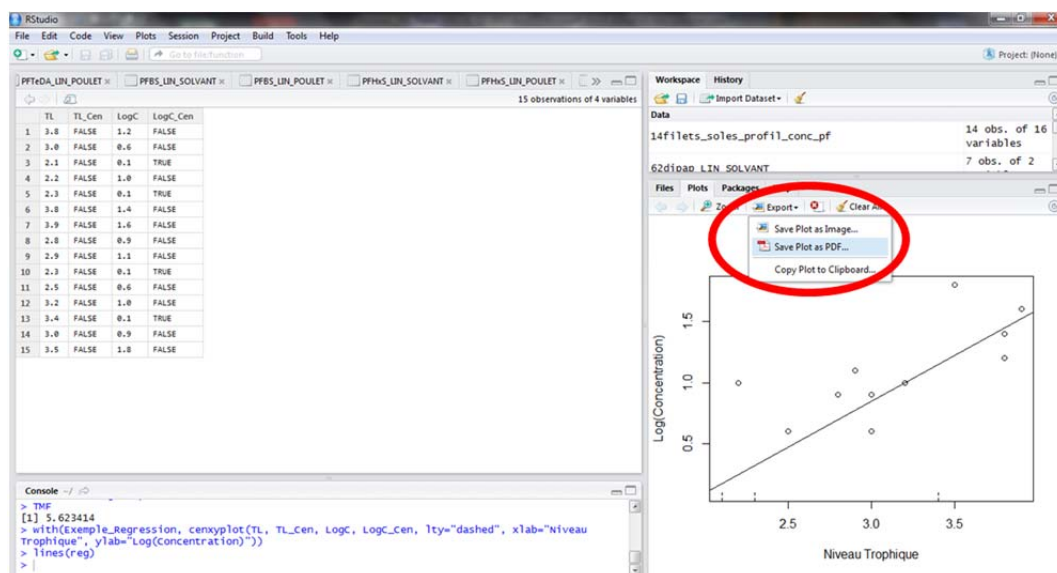 RStudio
File Edit Code View Plots Session Project Build Tools Help
Go to file/function
Project: (None)
PFTeDA_LIN_POULET
PFBS_LIN_SOLVANT
PFBS_LIN_POULET
PFHxS_LIN_SOLVANT
PFHxS_LIN_POULET
15 observations of 4 variables
TL TL_Cen LogC LogC_Cen
1 3.8 FALSE 1.2 FALSE
2 3.0 FALSE 0.6 FALSE
3 2.1 FALSE 0.1 TRUE
4 2.2 FALSE 1.0 FALSE
5 2.3 FALSE 0.1 TRUE
6 3.8 FALSE 1.4 FALSE
7 3.9 FALSE 1.6 FALSE
8 2.8 FALSE 0.9 FALSE
9 2.9 FALSE 1.1 FALSE
10 2.3 FALSE 0.1 TRUE
11 2.5 FALSE 0.6 FALSE
12 3.2 FALSE 1.0 FALSE
13 3.4 FALSE 0.1 TRUE
14 3.0 FALSE 0.9 FALSE
15 3.5 FALSE 1.8 FALSE
Console ~/
> TMF
[1] 5.623414
> with(Exemple_Regression, cenxyplot(TL, TL_Cen, LogC, LogC_Cen, lty="dashed", xlab="Niveau
Trophique", ylab="Log(Concentration)"))
> lines(reg)
>
Workspace History
Import Dataset
Data
14filets_soles_profil_conc_pf 14 obs. of 16
variables
62dipap_LIN_SOLVANT 7 obs. of 2
Files Plots Packages
Export Clear
Save Plot as Image...
Save Plot as PDF...
Copy Plot to Clipboard...
Log(Concentration)
1.5
1.0
0.5
2.5 3.0 3.5
Niveau Trophique